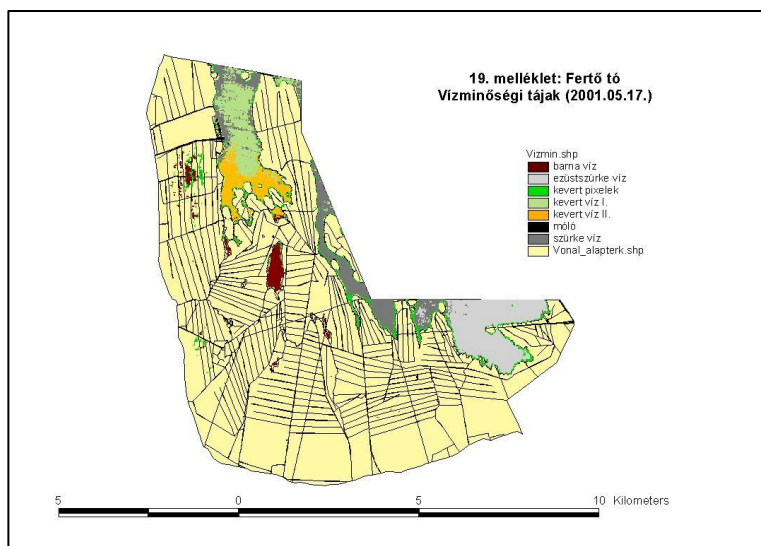 19. melléklet: Fertő tó
Vízminőségi tájak (2001.05.17.)
Vizmin.shp
barna víz
ezüstszürke víz
kevert pixelek
kevert víz I.
kevert víz II.
móló
szürke víz
Vonal_alapterk.shp
5 0 5 10 Kilometers